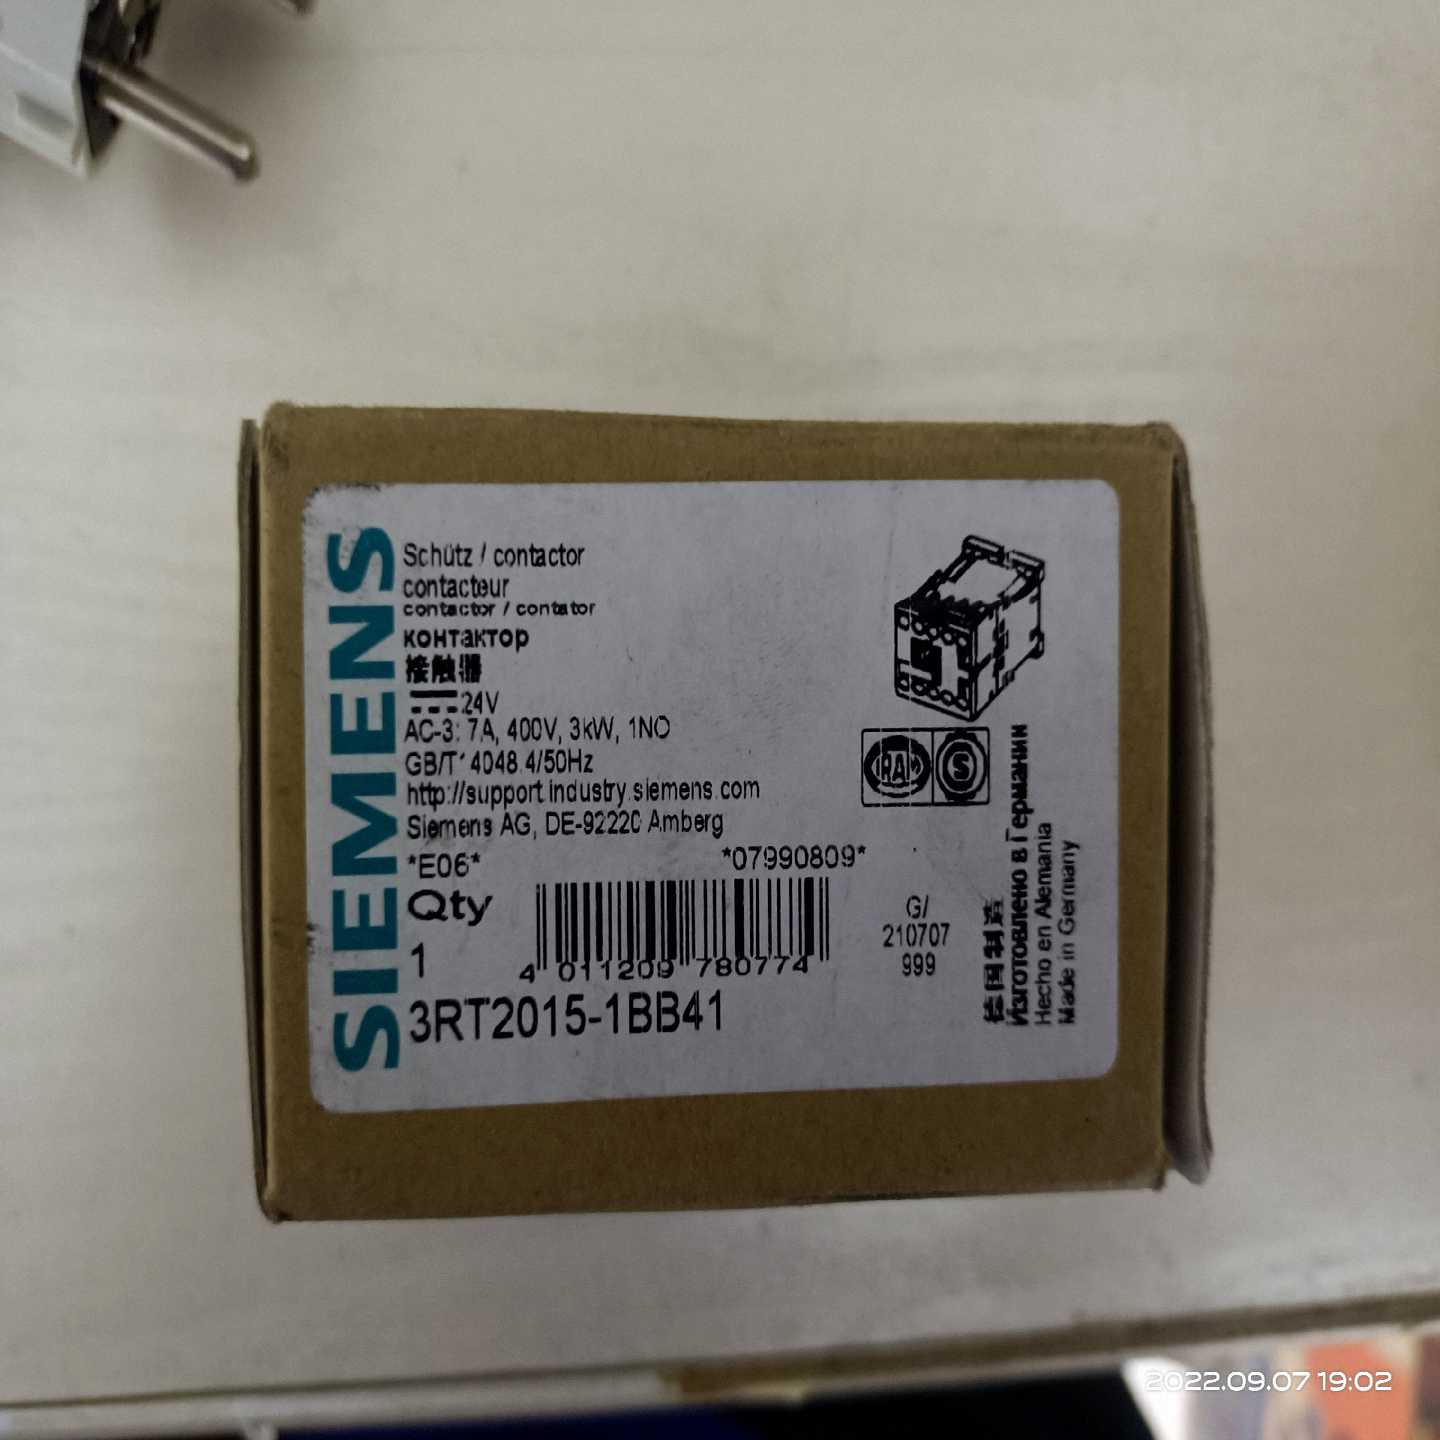 SIEMENS
Schütz / contactor
contacteur
contactor / contator
контактор
接触器
24V
AC-3: 7A, 400V, 3kW, 1NO
GB/T14048.4/50Hz
http://support.industry.siemens.com
Siemens AG, DE-92220 Amberg
*E06* *07990809*
Qty
1
4 011209 780774
3RT2015-1BB41
IRAM S
G/
210707
999
德国制造
Изготовлено в Германии
Hecho en Alemania
Made in Germany
2022.09.07 19:02